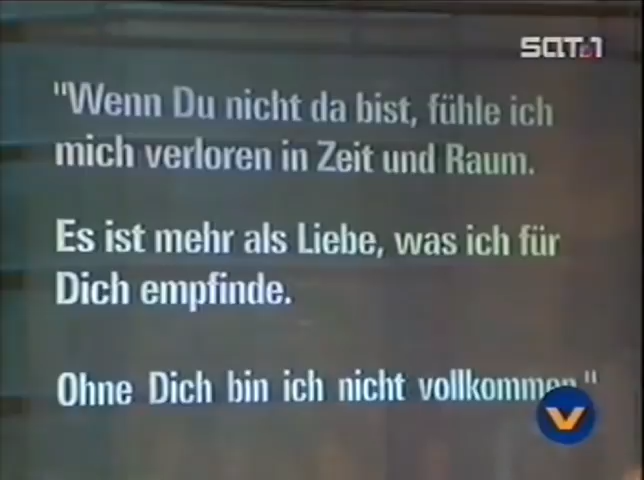 SAT.1
"Wenn Du nicht da bist, fühle ich
mich verloren in Zeit und Raum.
Es ist mehr als Liebe, was ich für
Dich empfinde.
Ohne Dich bin ich nicht vollkommen"
V